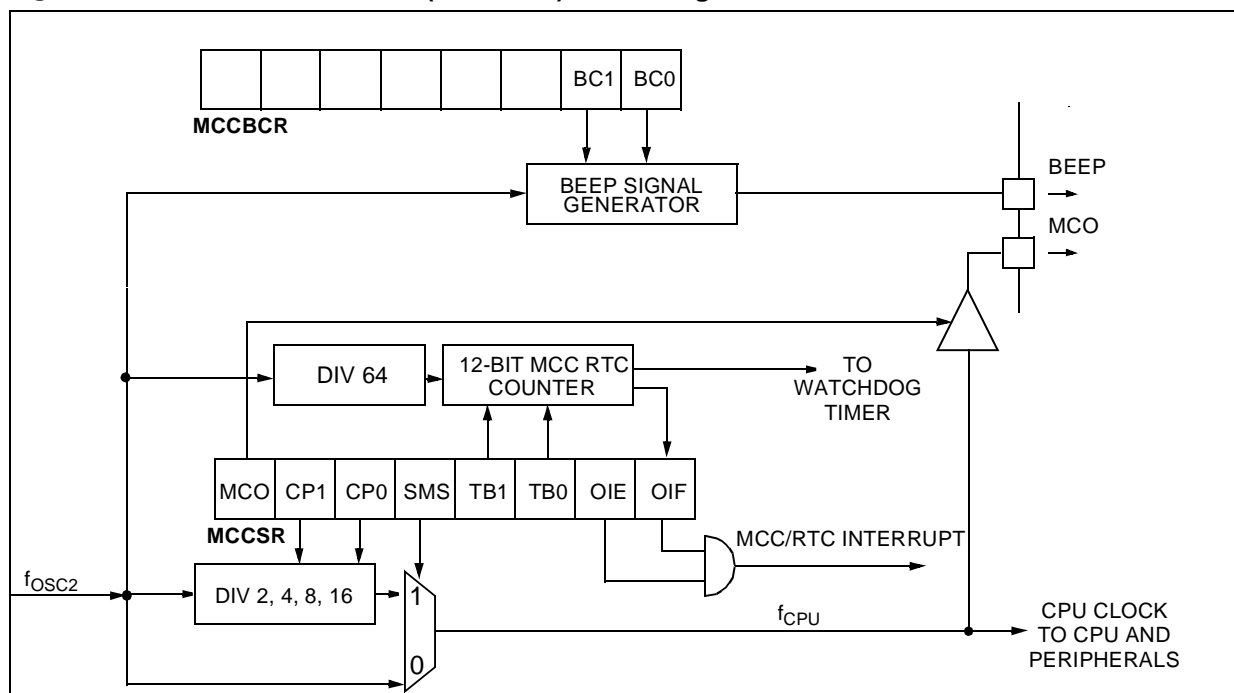 BC1 BC0
MCCBCR
BEEP SIGNAL
GENERATOR
BEEP
MCO
DIV 64
12-BIT MCC RTC
COUNTER
TO
WATCHDOG
TIMER
MCO CP1 CP0 SMS TB1 TB0 OIE OIF
MCCSR
MCC/RTC INTERRUPT
fOSC2
DIV 2, 4, 8, 16
1
0
fCPU
CPU CLOCK
TO CPU AND
PERIPHERALS